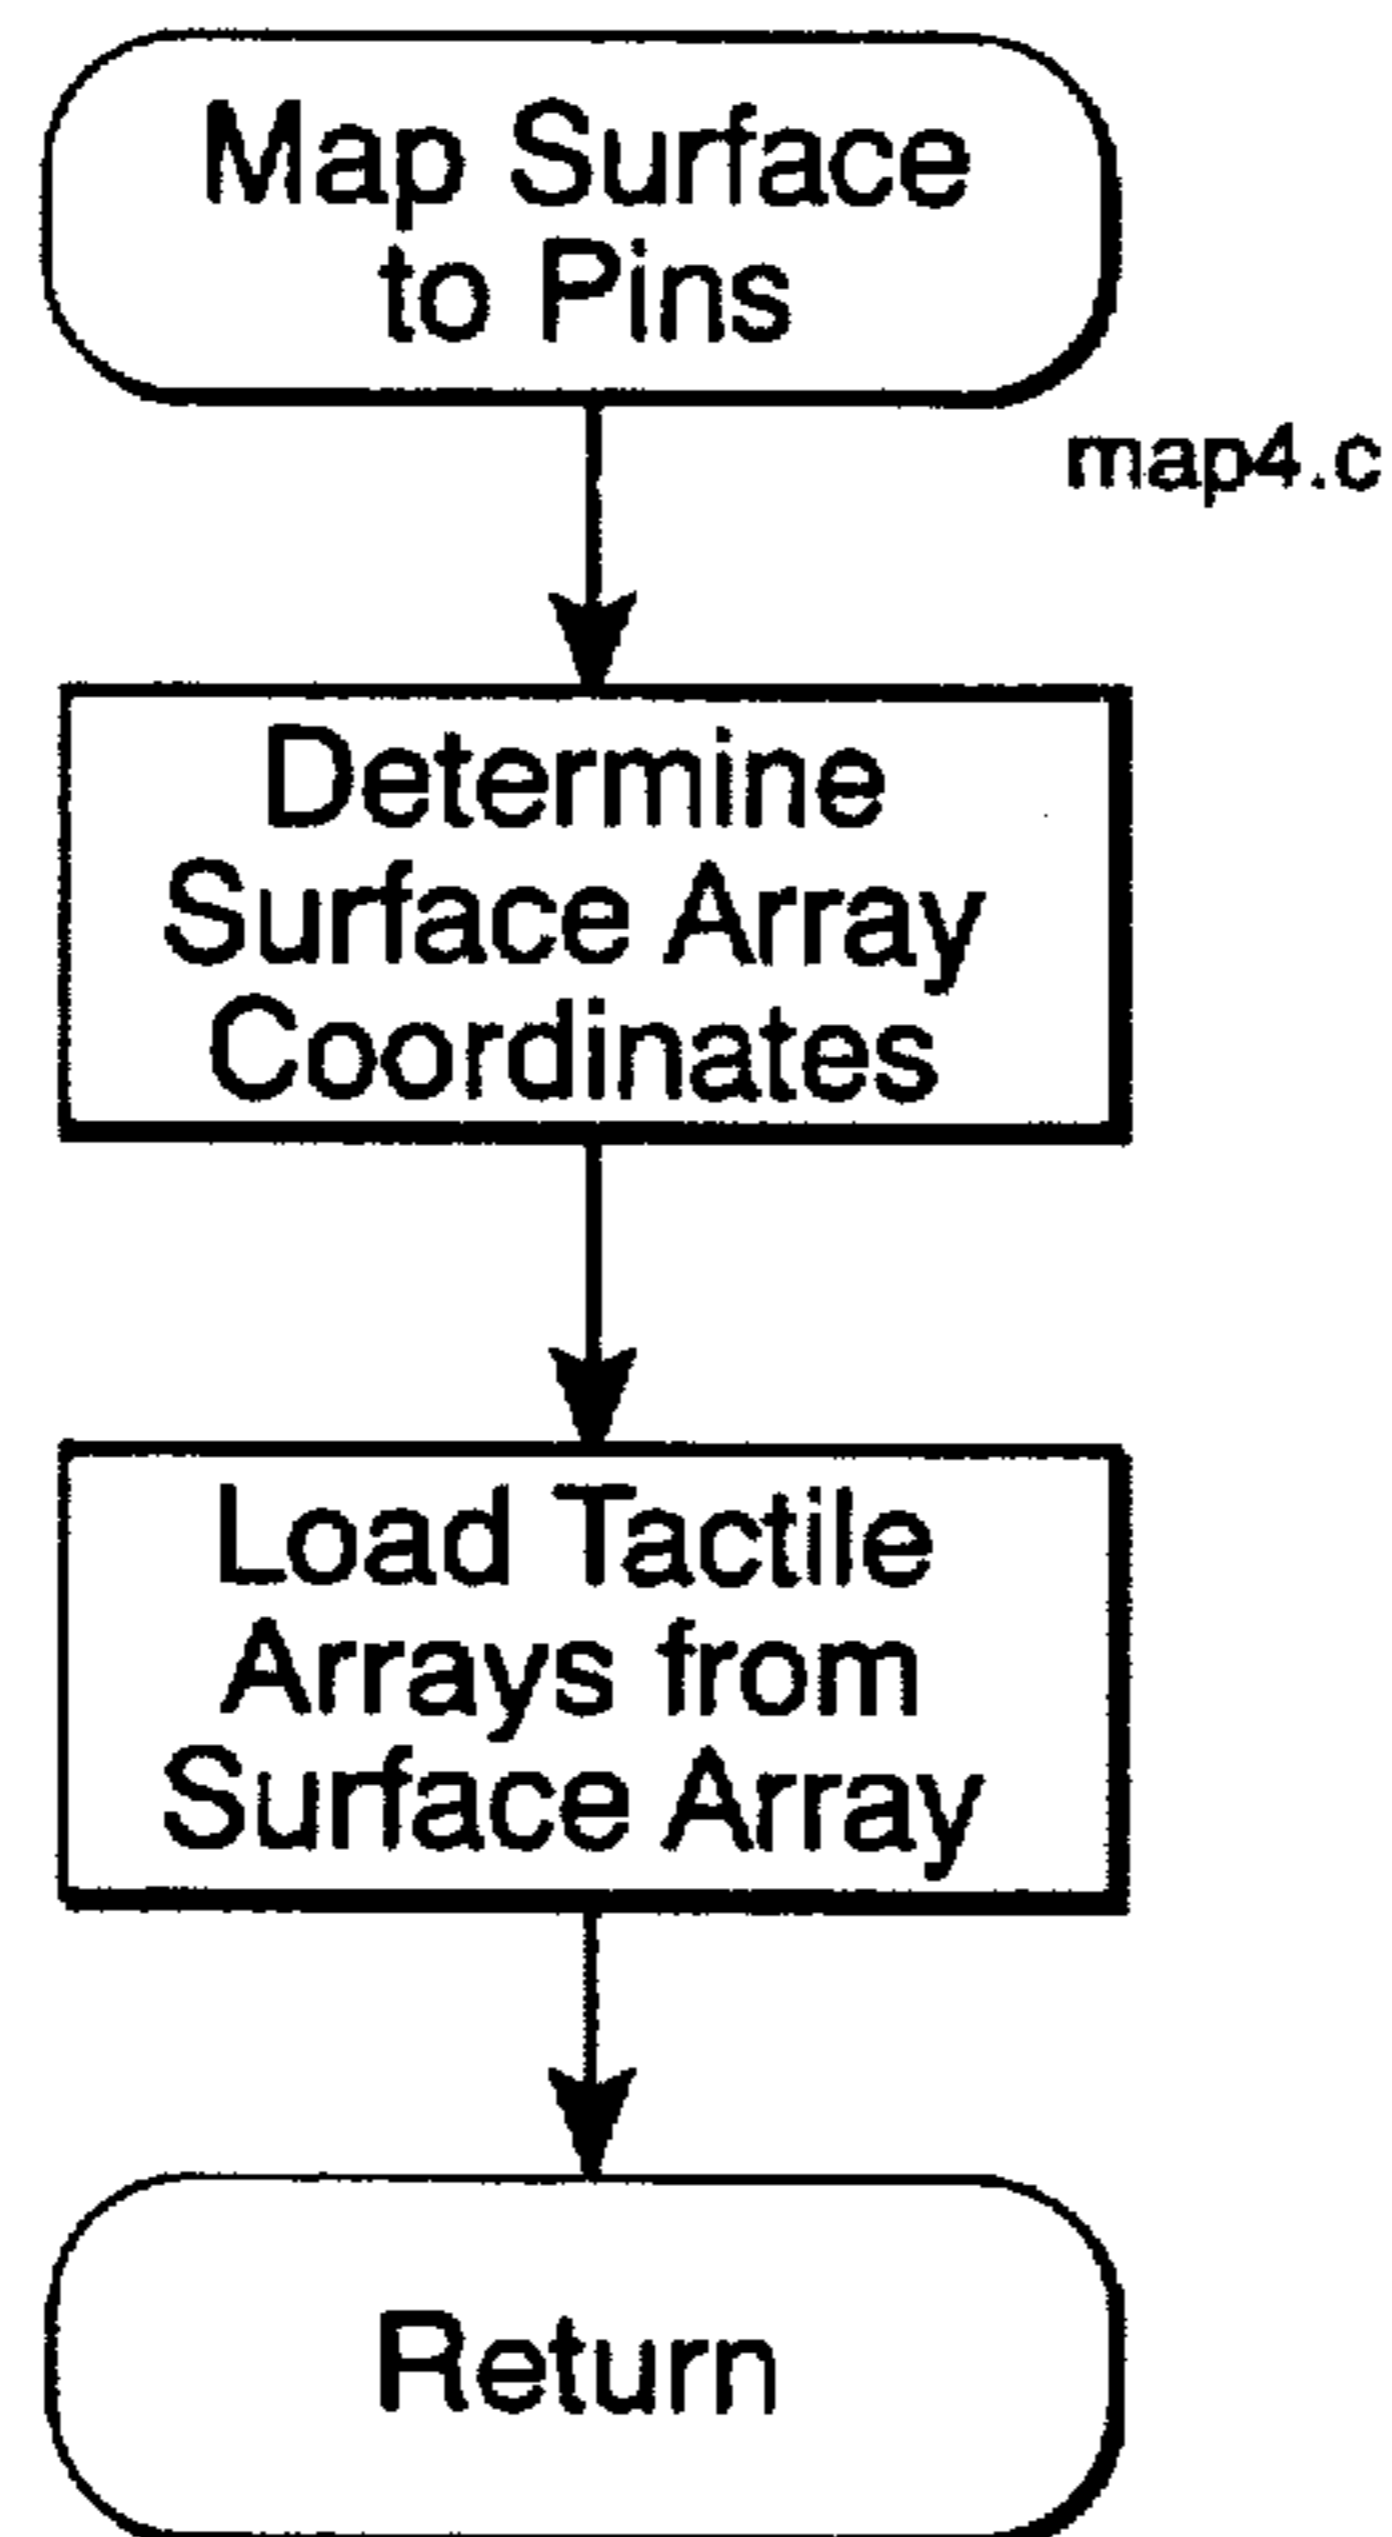 Map Surface
to Pins
map4.c
Determine
Surface Array
Coordinates
Load Tactile
Arrays from
Surface Array
Return